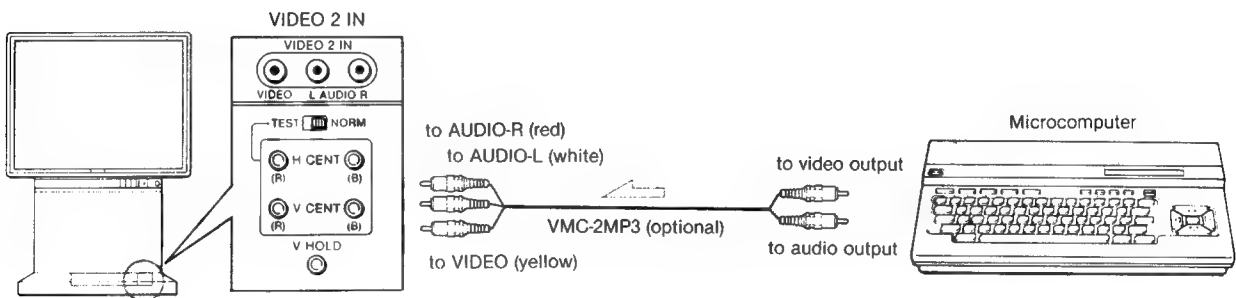 VIDEO 2 IN
VIDEO 2 IN
VIDEO L AUDIO R
TEST NORM
H CENT
(R) (B)
V CENT
(R) (B)
V HOLD
to AUDIO-R (red)
to AUDIO-L (white)
to VIDEO (yellow)
VMC-2MP3 (optional)
to video output
to audio output
Microcomputer